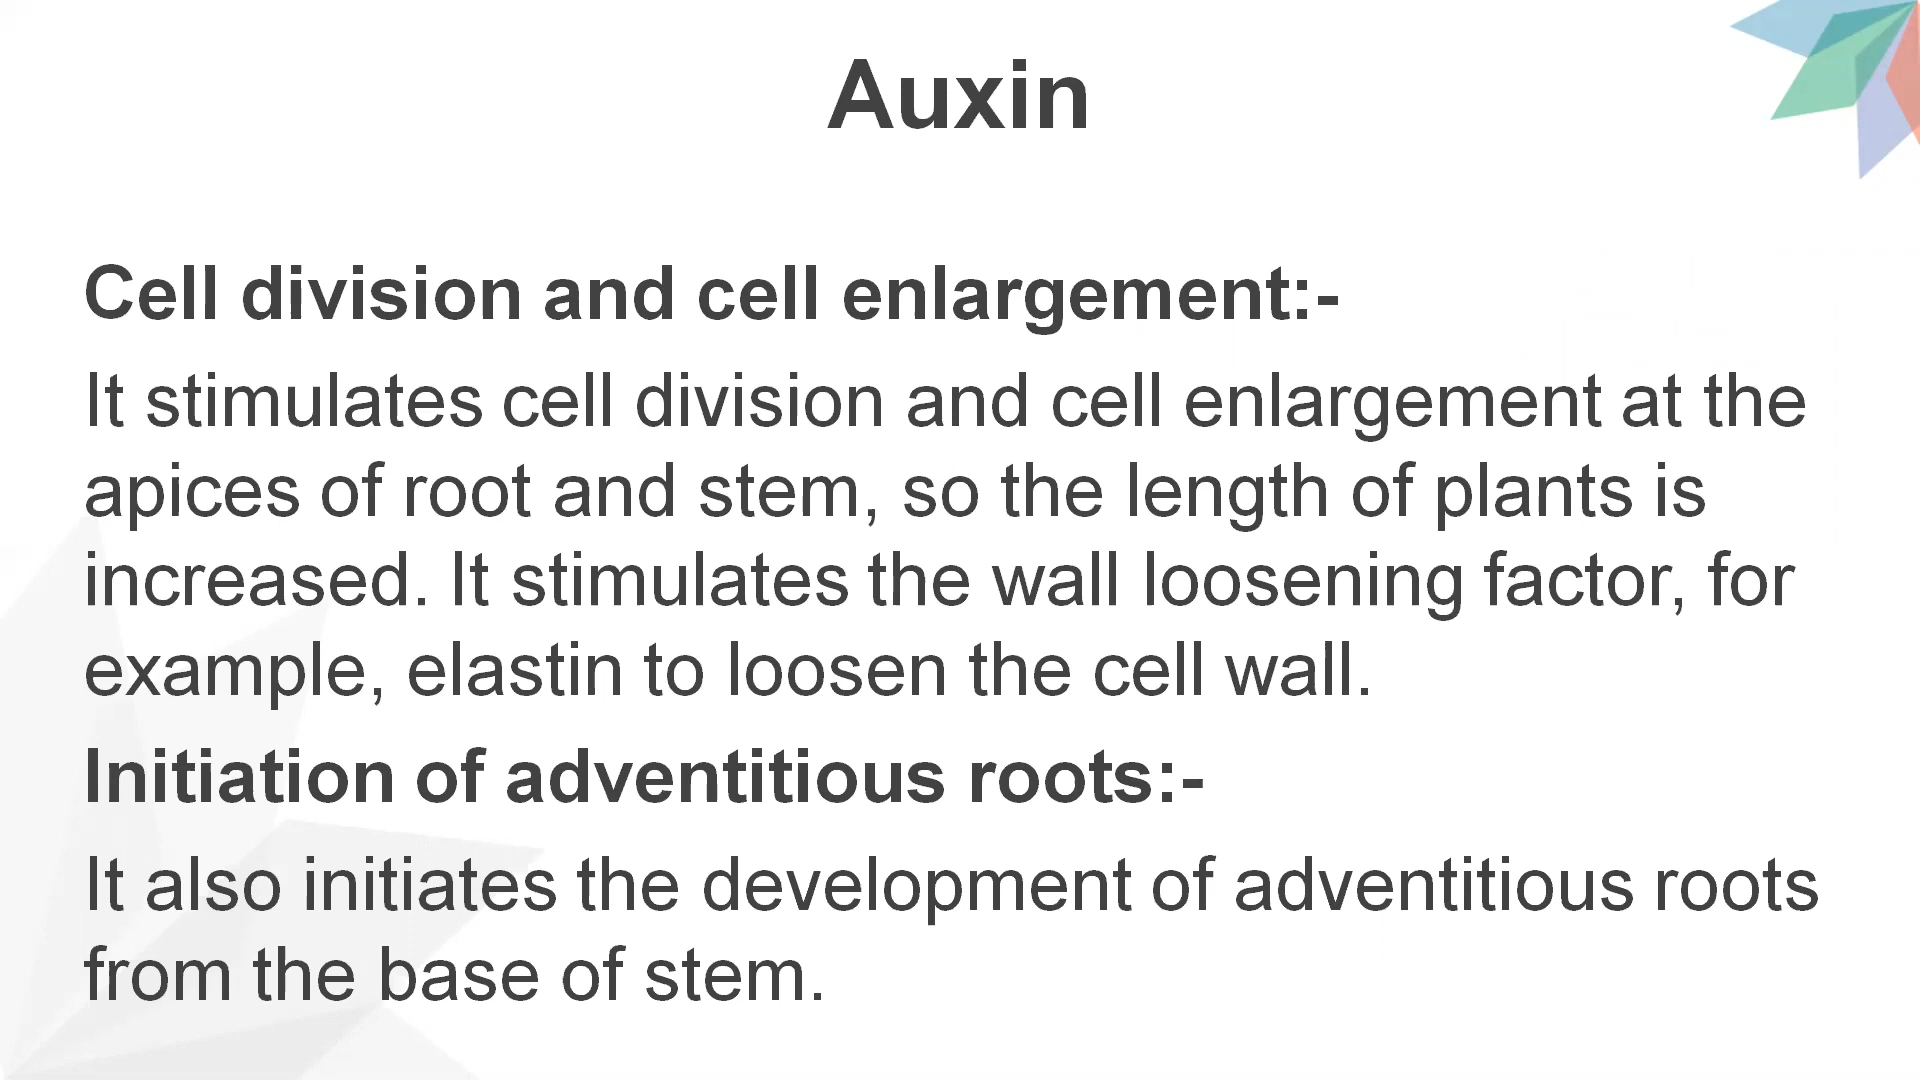 Auxin
Cell division and cell enlargement:-
It stimulates cell division and cell enlargement at the
apices of root and stem, so the length of plants is
increased. It stimulates the wall loosening factor, for
example, elastin to loosen the cell wall.
Initiation of adventitious roots:-
It also initiates the development of adventitious roots
from the base of stem.